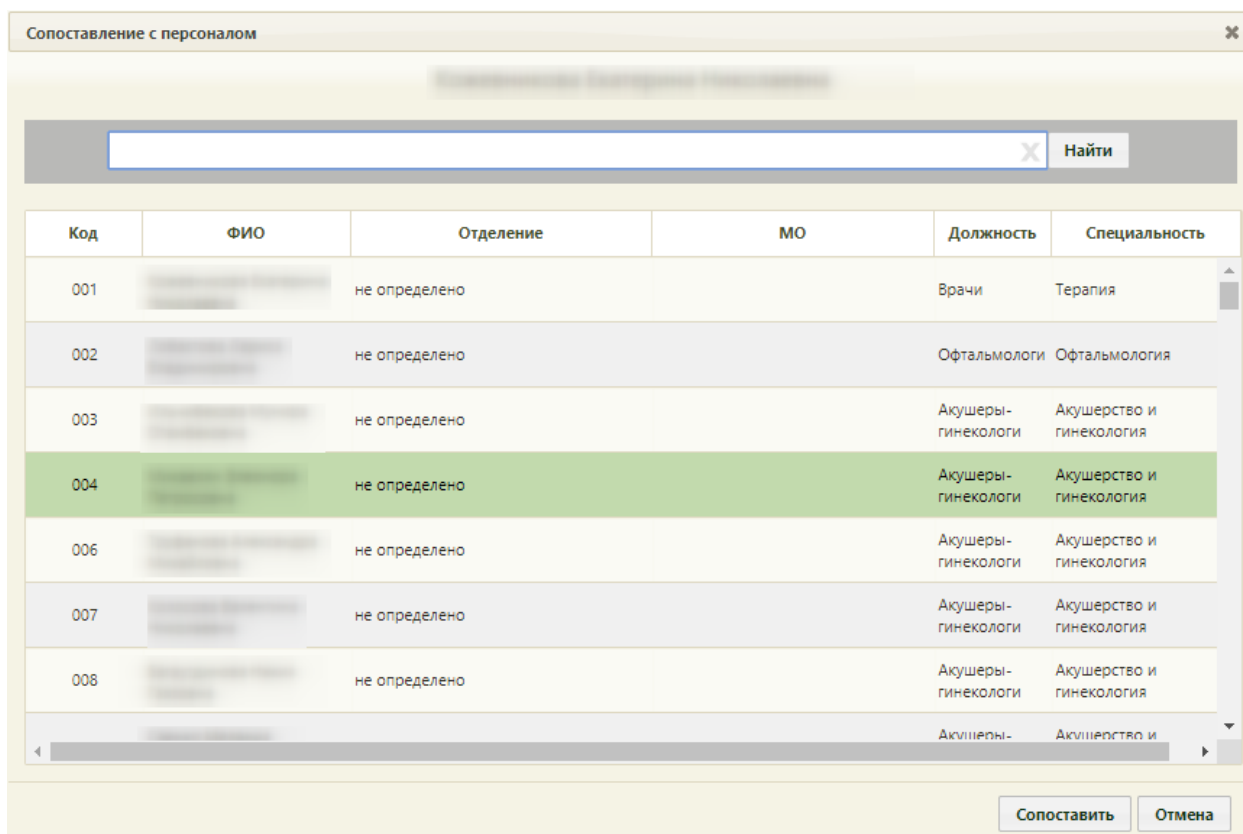 Сопоставление с персоналом
Найти
Код ФИО Отделение МО Должность Специальность
001 не определено Врачи Терапия
002 не определено Офтальмологи Офтальмология
003 не определено Акушеры- Акушерство и
гинекологи гинекология
004 не определено Акушеры- Акушерство и
гинекологи гинекология
006 не определено Акушеры- Акушерство и
гинекологи гинекология
007 не определено Акушеры- Акушерство и
гинекологи гинекология
008 не определено Акушеры- Акушерство и
гинекологи гинекология
Акушеры- Акушерство и
Сопоставить Отмена